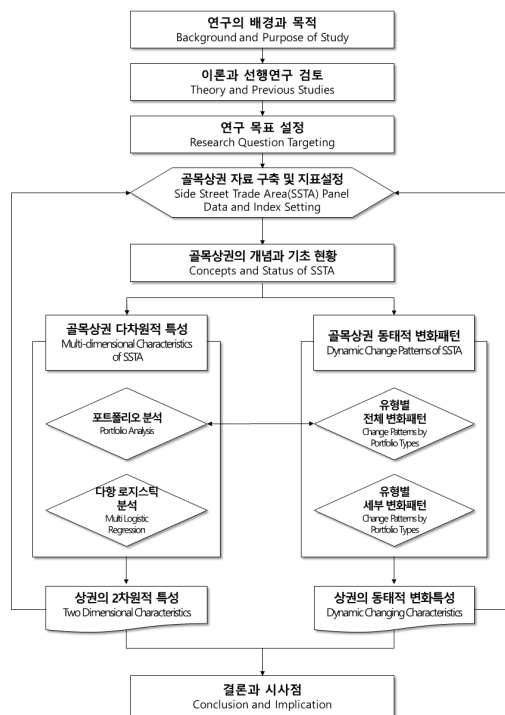 연구의 배경과 목적
Background and Purpose of Study
이론과 선행연구 검토
Theory and Previous Studies
연구 목표 설정
Research Question Targeting
골목상권 자료 구축 및 지표설정
Side Street Trade Area(SSTA) Panel
Data and Index Setting
골목상권의 개념과 기초 현황
Concepts and Status of SSTA
골목상권 다차원적 특성
Multi-dimensional Characteristics
of SSTA
포트폴리오 분석
Portfolio Analysis
다항 로지스틱
분석
Multi Logistic
Regression
상권의 2차원적 특성
Two Dimensional Characteristics
골목상권 동태적 변화패턴
Dynamic Change Patterns of SSTA
유형별
전체 변화패턴
Change Patterns by
Portfolio Types
유형별
세부 변화패턴
Change Patterns by
Portfolio Types
상권의 동태적 변화특성
Dynamic Changing Characteristics
결론과 시사점
Conclusion and Implication